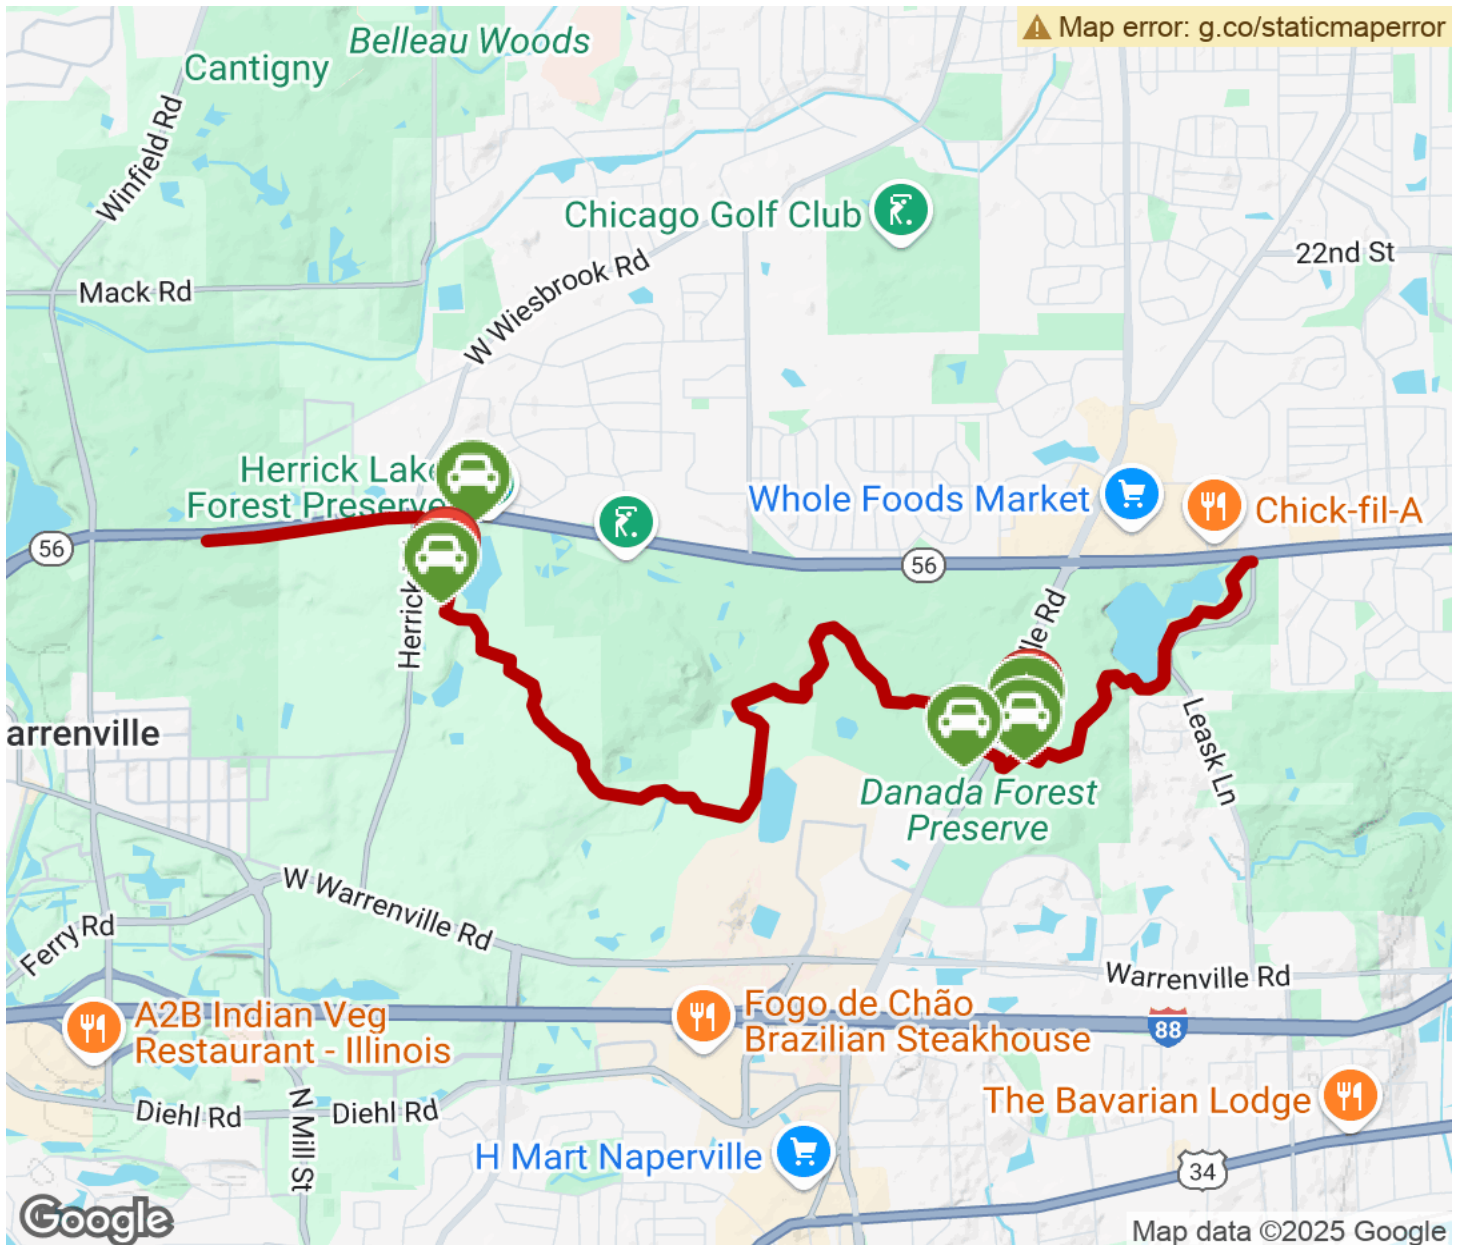 Map error: g.co/staticmaperror
Belleau Woods
Cantigny
Winfield Rd
Chicago Golf Club
22nd St
Mack Rd
W Wiesbrook Rd
Herrick Lake
Forest Preserve
Whole Foods Market
Chick-fil-A
56
56
Herrick
lle Rd
arrenville
Leask Ln
Danada Forest
Preserve
W Warrenville Rd
Ferry Rd
Warrenville Rd
A2B Indian Veg
Restaurant - Illinois
Fogo de Chão
Brazilian Steakhouse
88
The Bavarian Lodge
Diehl Rd
N Mill St
Diehl Rd
H Mart Naperville
34
Google
Map data ©2025 Google